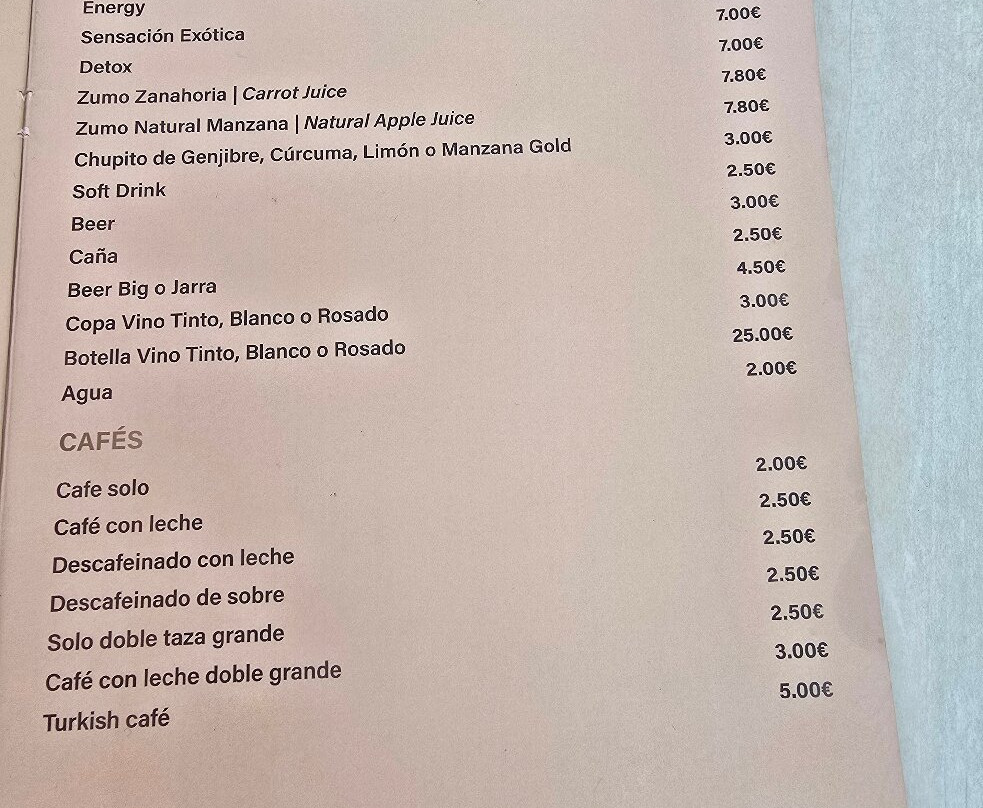 Energy
Sensación Exótica 7.00€
Detox 7.00€
Zumo Zanahoria | Carrot Juice 7.80€
Zumo Natural Manzana | Natural Apple Juice 7.80€
Chupito de Genjibre, Cúrcuma, Limón o Manzana Gold 3.00€
Soft Drink 2.50€
Beer 3.00€
Caña 2.50€
Beer Big o Jarra 4.50€
Copa Vino Tinto, Blanco o Rosado 3.00€
Botella Vino Tinto, Blanco o Rosado 25.00€
Agua 2.00€
CAFÉS
Cafe solo 2.00€
Café con leche 2.50€
Descafeinado con leche 2.50€
Descafeinado de sobre 2.50€
Solo doble taza grande 2.50€
Café con leche doble grande 3.00€
Turkish café 5.00€